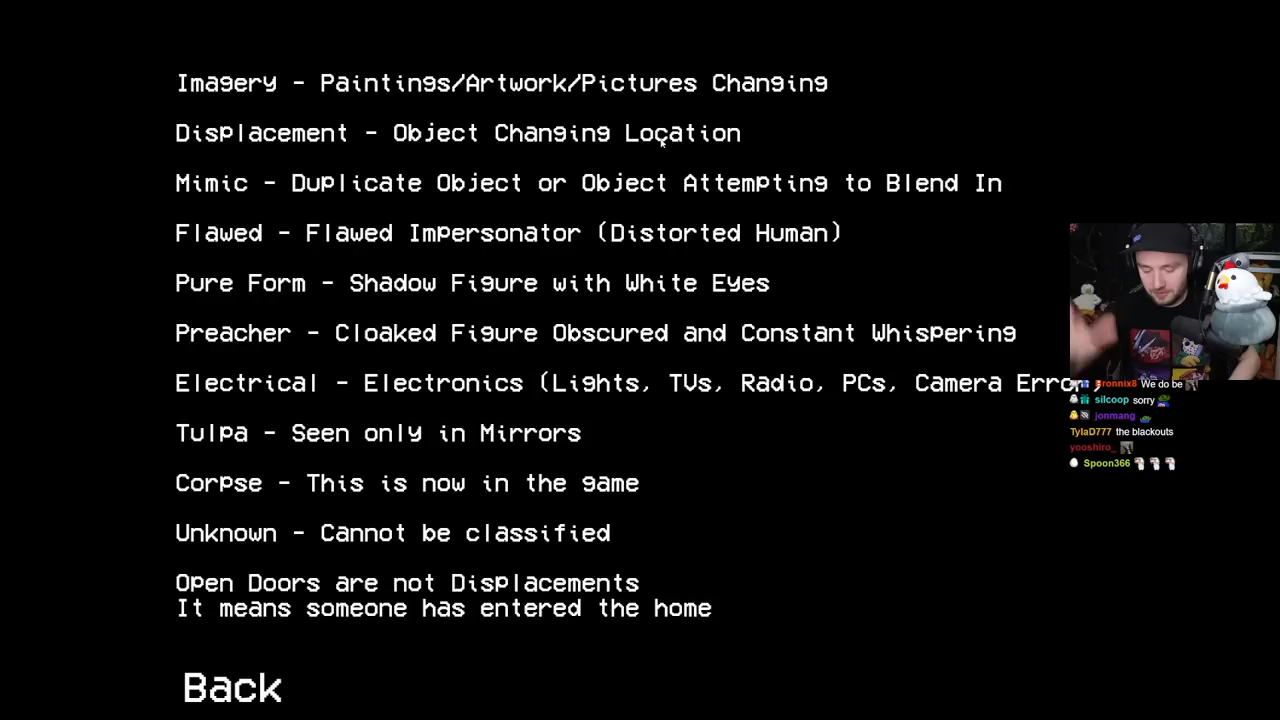 Imagery - Paintings/Artwork/Pictures Changing
Displacement - Object Changing Location
Mimic - Duplicate Object or Object Attempting to Blend In
Flawed - Flawed Impersonator (Distorted Human)
Pure Form - Shadow Figure with White Eyes
Preacher - Cloaked Figure Obscured and Constant Whispering
Electrical - Electronics (Lights, TVs, Radio, PCs, Camera Error)
Tulpa - Seen only in Mirrors
Corpse - This is now in the game
Unknown - Cannot be classified
Open Doors are not Displacements
It means someone has entered the home
Back
We do be
silcoop sorry
jonmang
TylaD777 the blackouts
yooshiro_
Spoon366